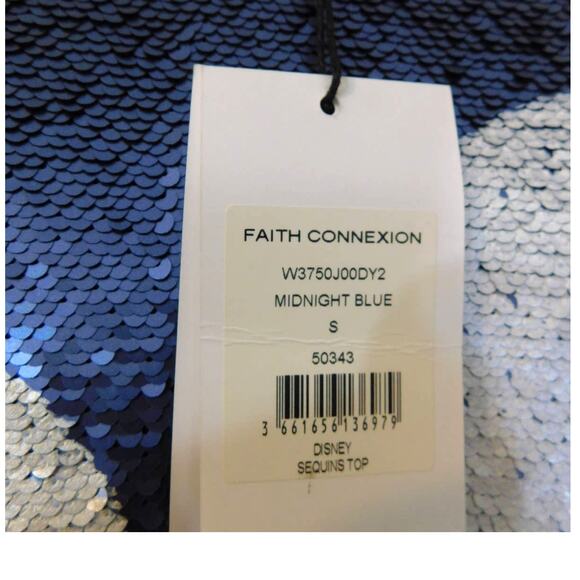 FAITH CONNEXION
W3750J00DY2
MIDNIGHT BLUE
S
50343
3 661656 136979
DISNEY
SEQUINS TOP